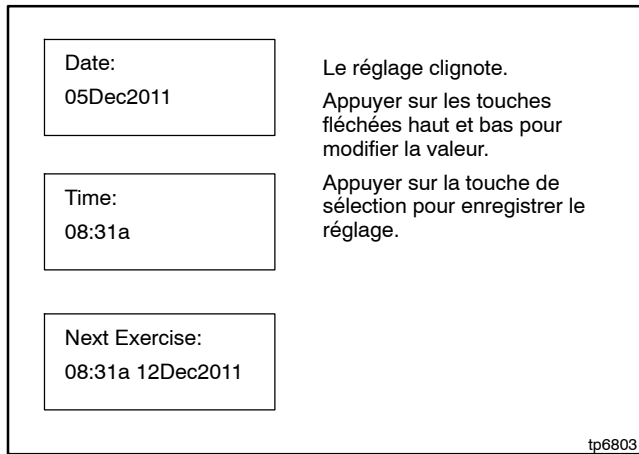 Date:
05Dec2011
Le réglage clignote.
Appuyer sur les touches
fléchées haut et bas pour
modifier la valeur.
Time:
08:31a
Appuyer sur la touche de
sélection pour enregistrer le
réglage.
Next Exercise:
08:31a 12Dec2011
tp6803